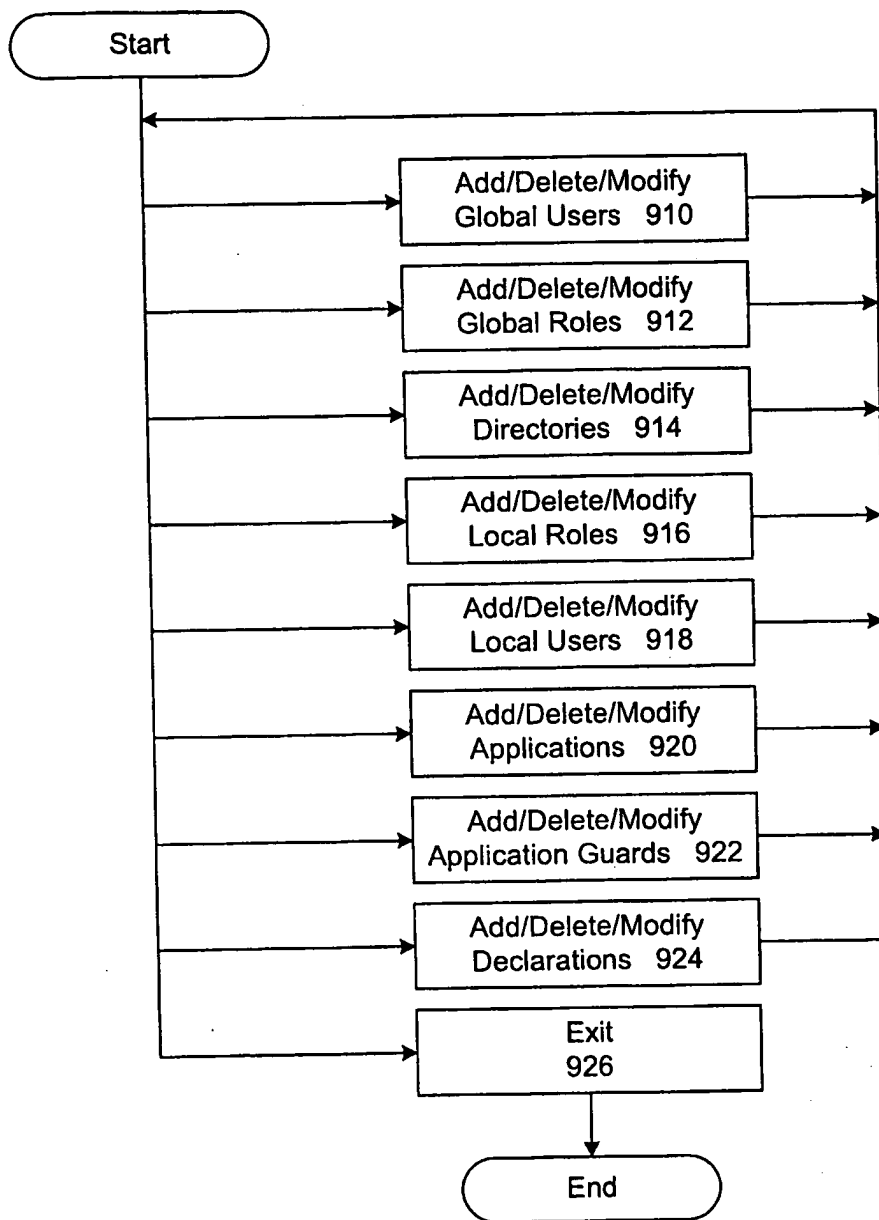 Start
Add/Delete/Modify
Global Users 910
Add/Delete/Modify
Global Roles 912
Add/Delete/Modify
Directories 914
Add/Delete/Modify
Local Roles 916
Add/Delete/Modify
Local Users 918
Add/Delete/Modify
Applications 920
Add/Delete/Modify
Application Guards 922
Add/Delete/Modify
Declarations 924
Exit
926
End